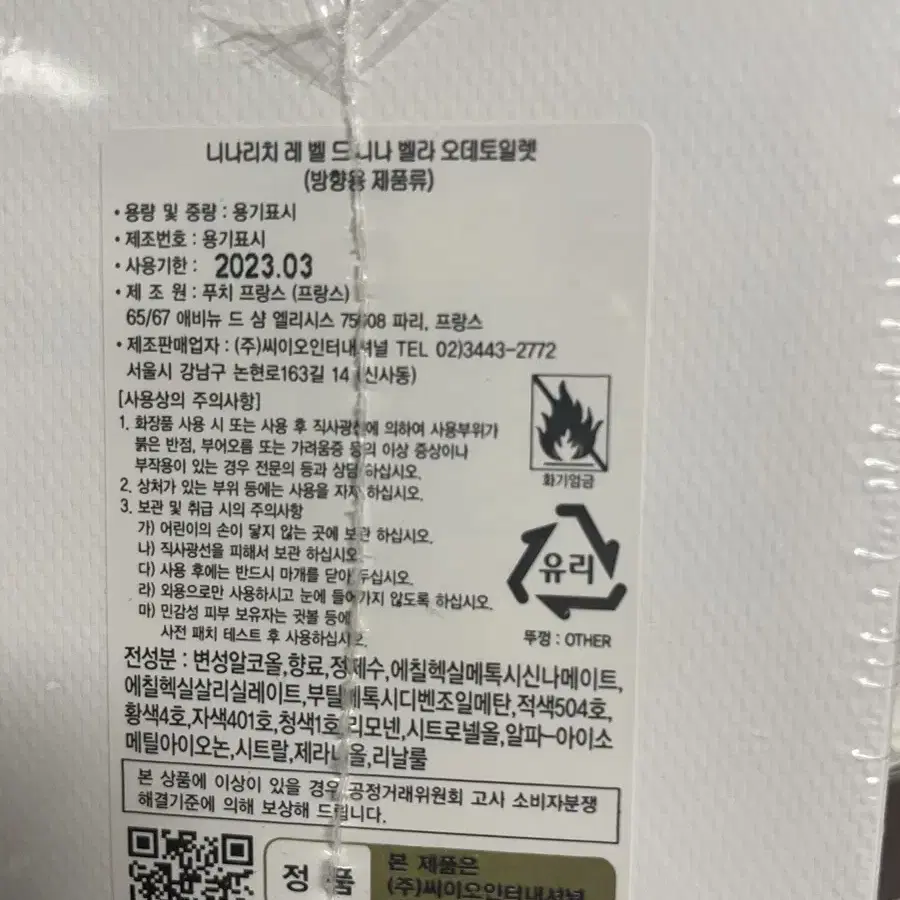 니나리치 레 벨 드 니나 벨라 오데토일렛
(방향용 제품류)
• 용량 및 중량 : 용기표시
• 제조번호 : 용기표시
• 사용기한 : 2023.03
• 제 조 원 : 푸치 프랑스 (프랑스)
65/67 애비뉴 드 샹 엘리시스 75008 파리, 프랑스
• 제조판매업자 : (주)씨이오인터내셔널 TEL 02)3443-2772
서울시 강남구 논현로163길 14 (신사동)
[사용상의 주의사항]
1. 화장품 사용 시 또는 사용 후 직사광선에 의하여 사용부위가
붉은 반점, 부어오름 또는 가려움증 등의 이상 증상이나
부작용이 있는 경우 전문의 등과 상담 하십시오.
2. 상처가 있는 부위 등에는 사용을 자제 하십시오.
3. 보관 및 취급 시의 주의사항
가) 어린이의 손이 닿지 않는 곳에 보관 하십시오.
나) 직사광선을 피해서 보관 하십시오.
다) 사용 후에는 반드시 마개를 닫아 두십시오.
라) 외용으로만 사용하시고 눈에 들어가지 않도록 하십시오.
마) 민감성 피부 보유자는 귓볼 등에
사전 패치 테스트 후 사용하십시오.
화기엄금
유리
뚜껑 : OTHER
전성분 : 변성알코올,향료,정제수,에칠헥실메톡시신나메이트,
에칠헥실살리실레이트,부틸메톡시디벤조일메탄,적색504호,
황색4호,자색401호,청색1호,리모넨,시트로넬올,알파-아이소
메틸아이오논,시트랄,제라니올,리날룰
본 상품에 이상이 있을 경우 공정거래위원회 고시 소비자분쟁
해결기준에 의해 보상해 드립니다.
정 품
본 제품은
(주)씨이오인터내셔널